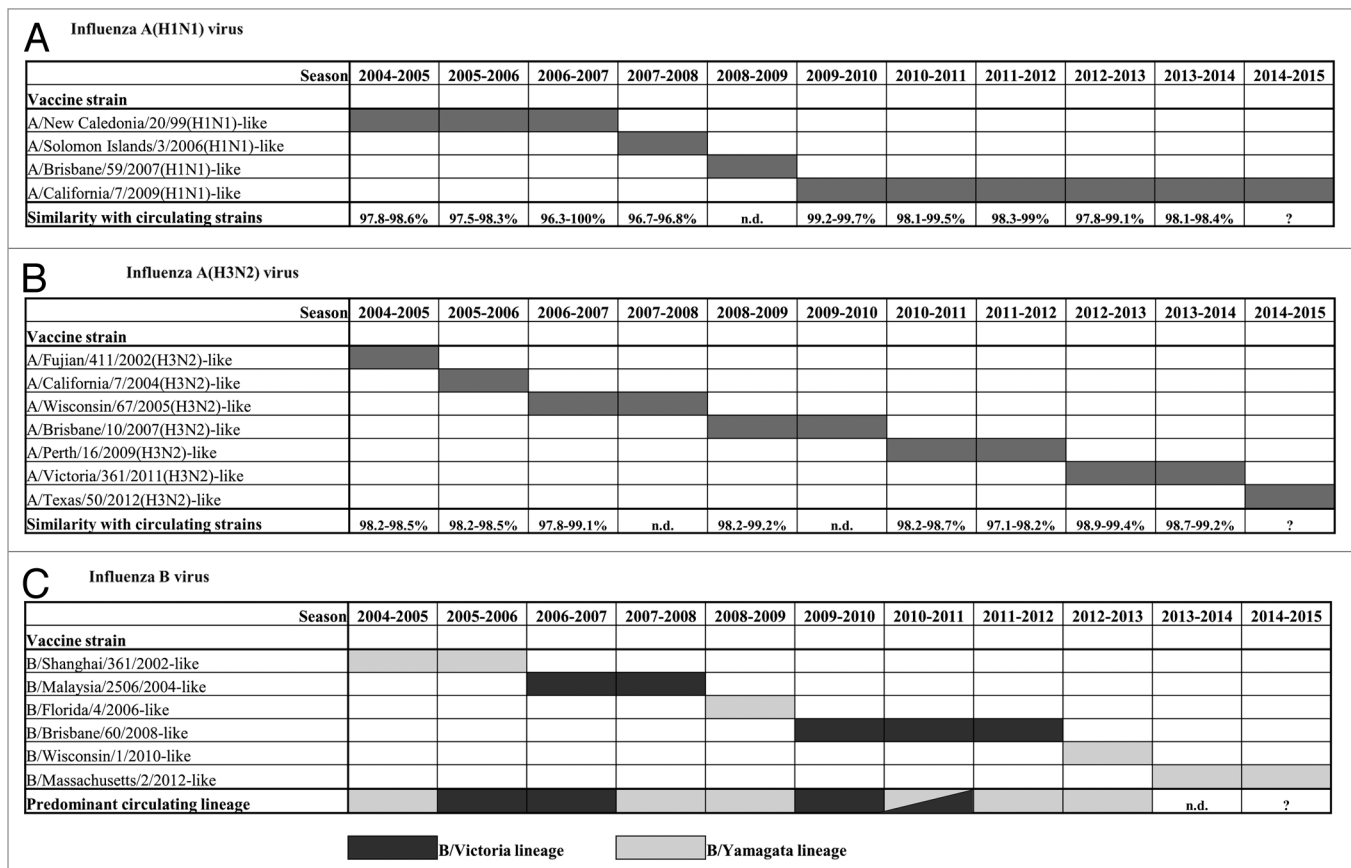 A Influenza A(H1N1) virus
Season 2004-2005 2005-2006 2006-2007 2007-2008 2008-2009 2009-2010 2010-2011 2011-2012 2012-2013 2013-2014 2014-2015
Vaccine strain
A/New Caledonia/20/99(H1N1)-like
A/Solomon Islands/3/2006(H1N1)-like
A/Brisbane/59/2007(H1N1)-like
A/California/7/2009(H1N1)-like
Similarity with circulating strains 97.8-98.6% 97.5-98.3% 96.3-100% 96.7-96.8% n.d. 99.2-99.7% 98.1-99.5% 98.3-99% 97.8-99.1% 98.1-98.4% ?
B Influenza A(H3N2) virus
Season 2004-2005 2005-2006 2006-2007 2007-2008 2008-2009 2009-2010 2010-2011 2011-2012 2012-2013 2013-2014 2014-2015
Vaccine strain
A/Fujian/411/2002(H3N2)-like
A/California/7/2004(H3N2)-like
A/Wisconsin/67/2005(H3N2)-like
A/Brisbane/10/2007(H3N2)-like
A/Perth/16/2009(H3N2)-like
A/Victoria/361/2011(H3N2)-like
A/Texas/50/2012(H3N2)-like
Similarity with circulating strains 98.2-98.5% 98.2-98.5% 97.8-99.1% n.d. 98.2-99.2% n.d. 98.2-98.7% 97.1-98.2% 98.9-99.4% 98.7-99.2% ?
C Influenza B virus
Season 2004-2005 2005-2006 2006-2007 2007-2008 2008-2009 2009-2010 2010-2011 2011-2012 2012-2013 2013-2014 2014-2015
Vaccine strain
B/Shanghai/361/2002-like
B/Malaysia/2506/2004-like
B/Florida/4/2006-like
B/Brisbane/60/2008-like
B/Wisconsin/1/2010-like
B/Massachusetts/2/2012-like
Predominant circulating lineage n.d. ?
B/Victoria lineage B/Yamagata lineage